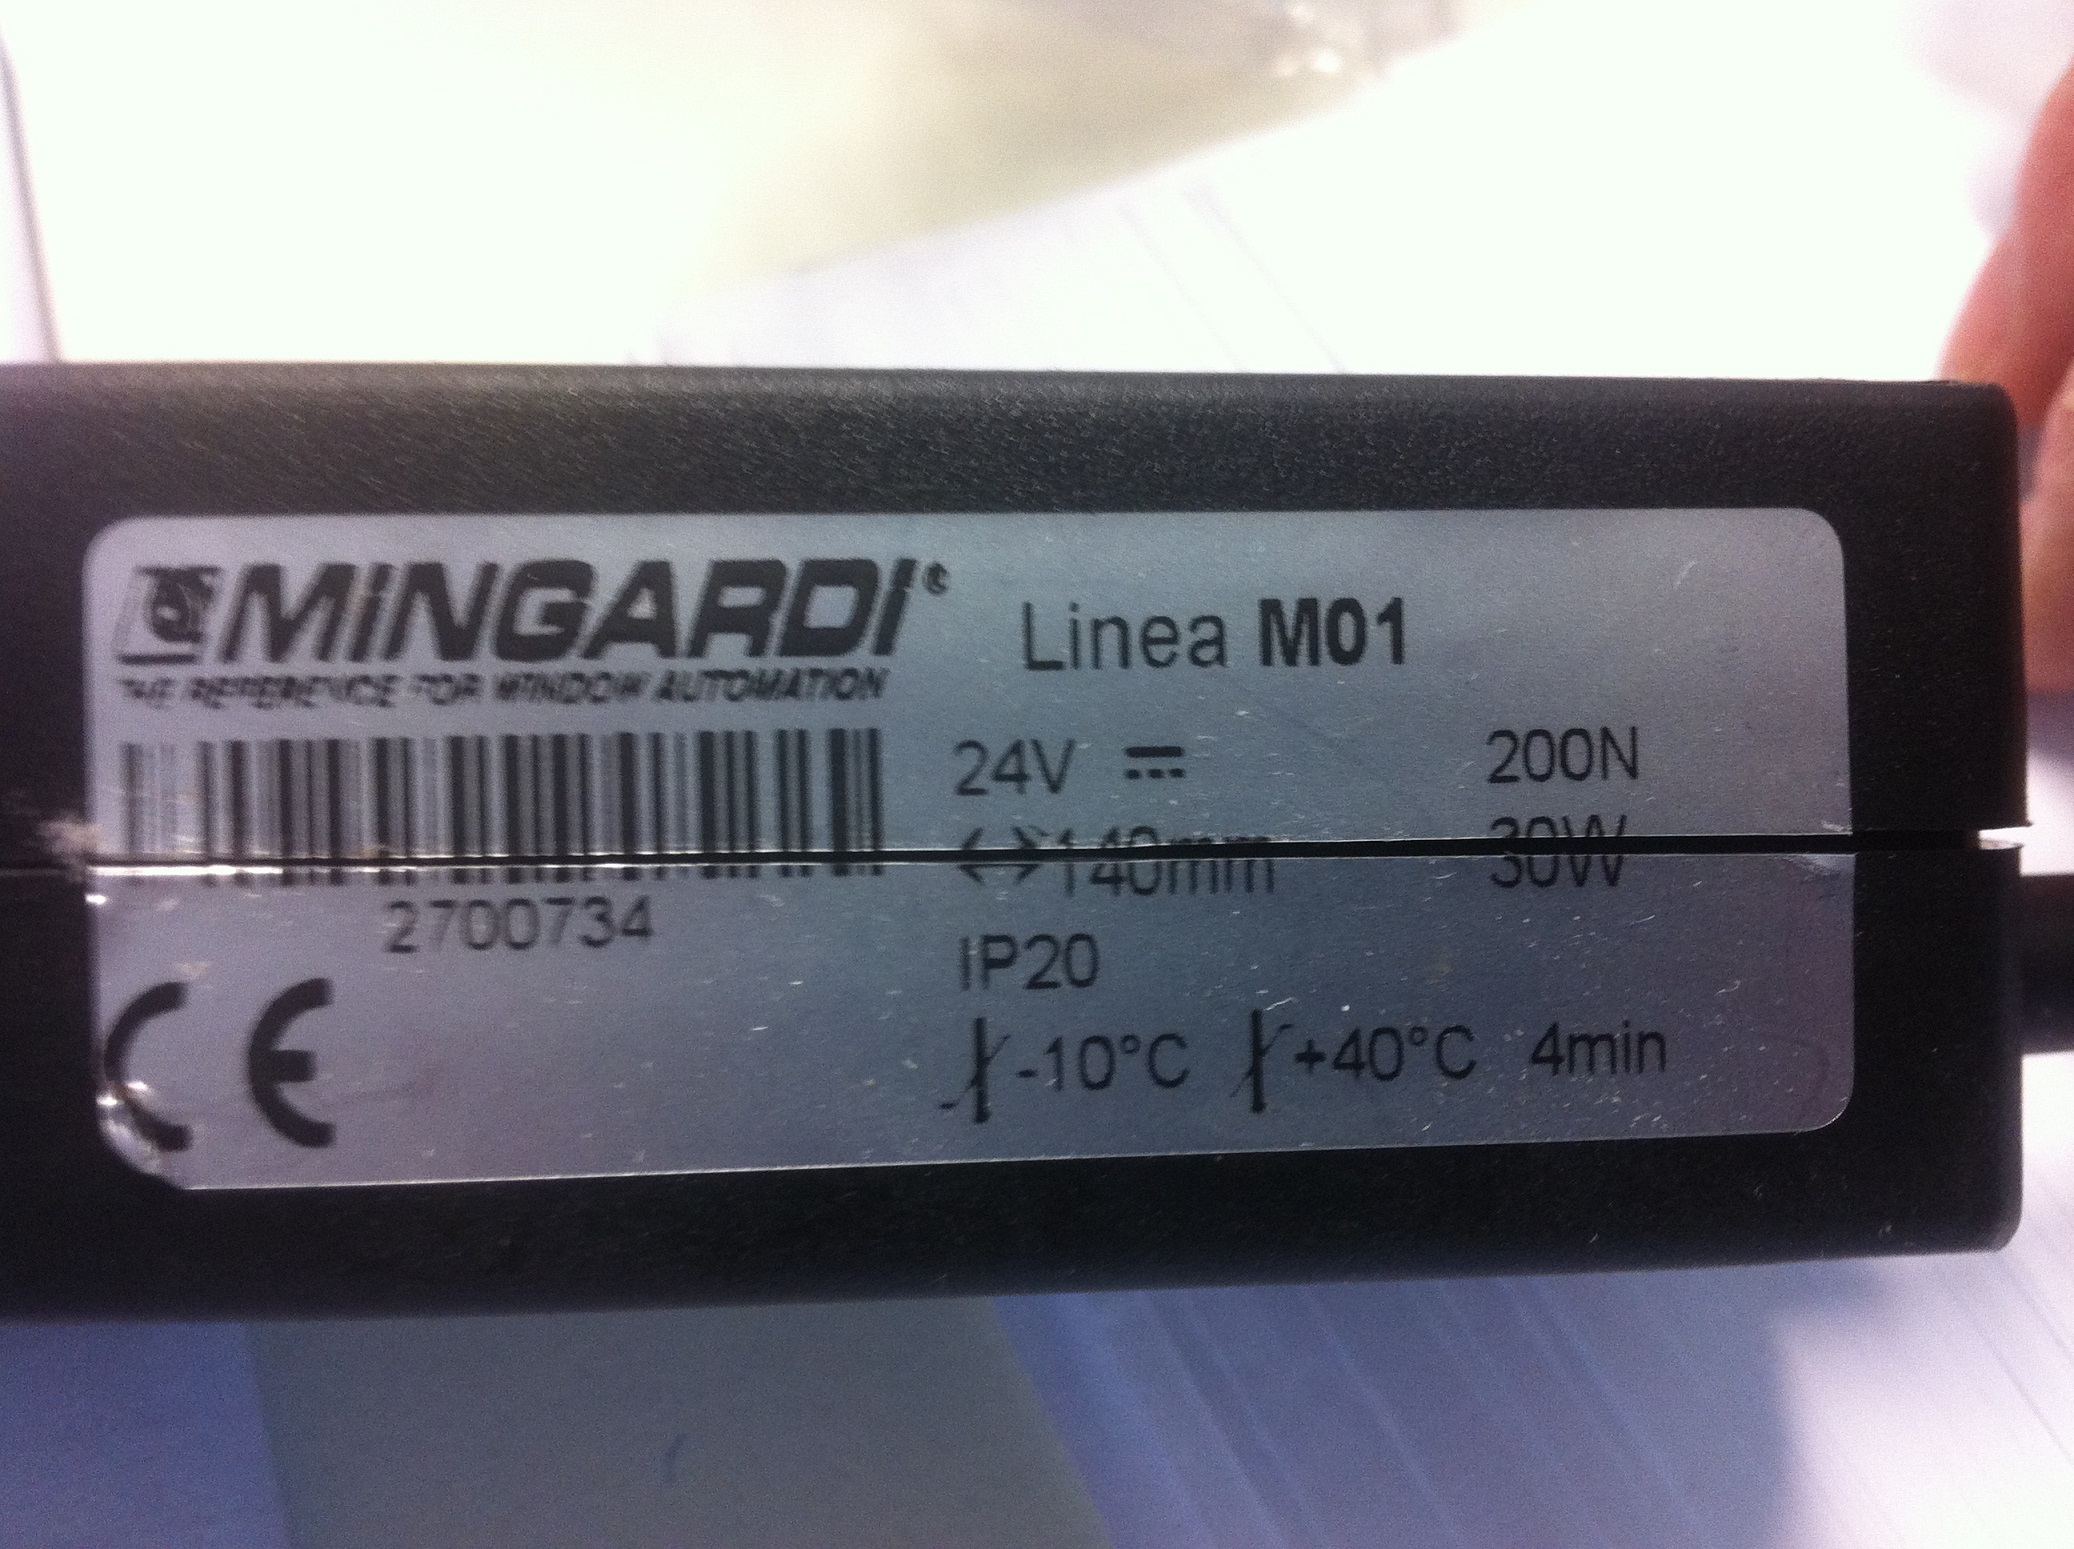 MiNGARDI®
THE REFERENCE FOR WINDOW AUTOMATION
Linea M01
24V ⎓ 200N
↔140mm 30W
2700734
IP20
CE
-10°C +40°C 4min